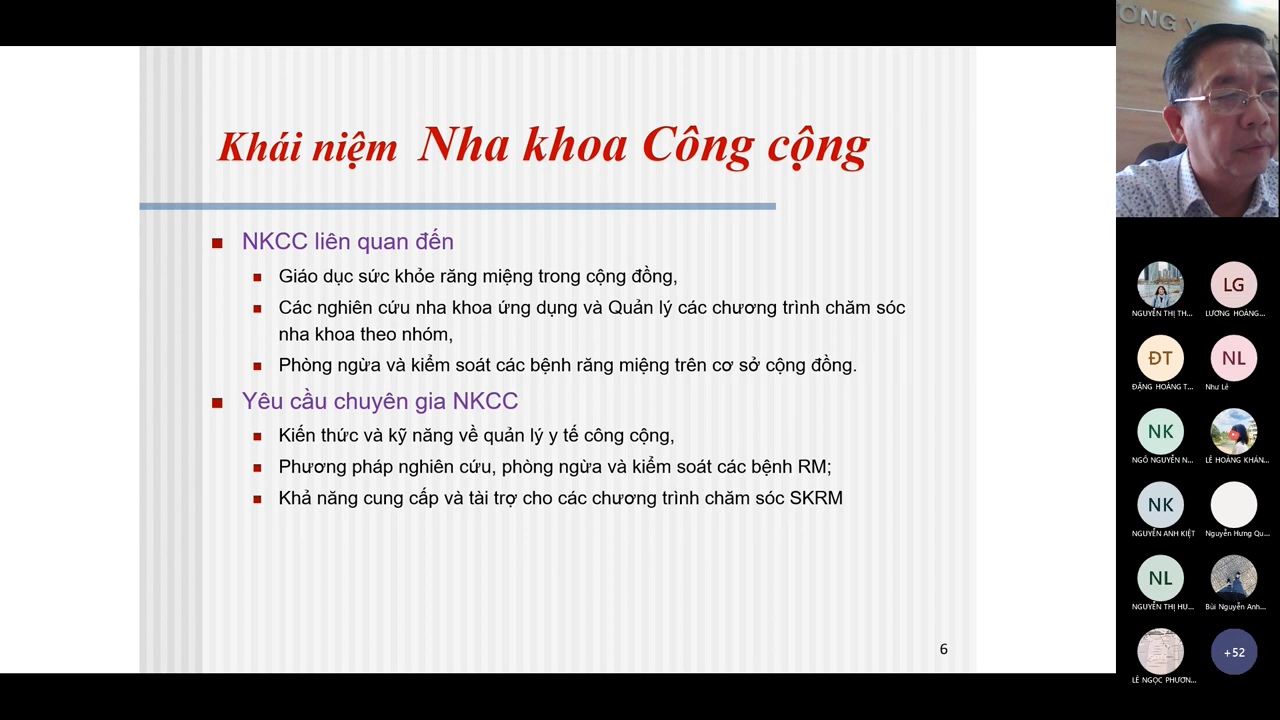 ƠNG Y
Khái niệm Nha khoa Công cộng
NKCC liên quan đến
Giáo dục sức khỏe răng miệng trong cộng đồng,
Các nghiên cứu nha khoa ứng dụng và Quản lý các chương trình chăm sóc
nha khoa theo nhóm,
Phòng ngừa và kiểm soát các bệnh răng miệng trên cơ sở cộng đồng.
Yêu cầu chuyên gia NKCC
Kiến thức và kỹ năng về quản lý y tế công cộng,
Phương pháp nghiên cứu, phòng ngừa và kiểm soát các bệnh RM;
Khả năng cung cấp và tài trợ cho các chương trình chăm sóc SKRM
6
NGUYỄN THỊ TH...
LG
LƯƠNG HOÀNG...
ĐT
ĐẶNG HOÀNG T...
NL
Như Lê
NK
NGÔ NGUYỄN N...
LÊ HOÀNG KHÁN...
NK
NGUYỄN ANH KIỆT
Nguyễn Hưng Qu...
NL
NGUYỄN THỊ HU...
Bùi Nguyễn Anh...
LÊ NGỌC PHƯƠN...
+52